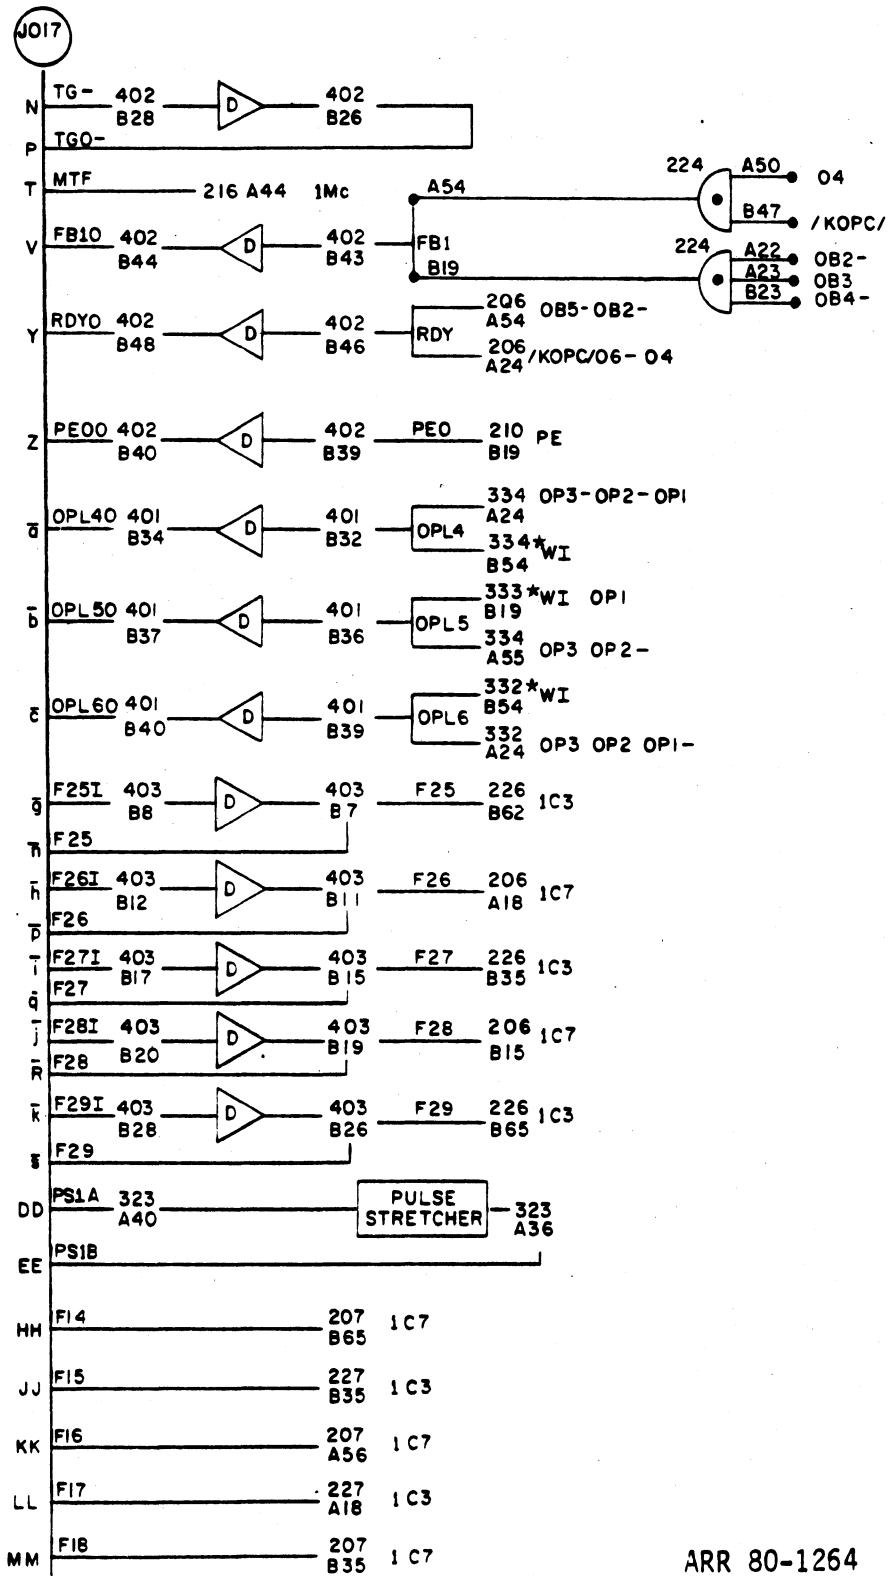 J017
N TG- 402 B28 D 402 B26
P TGO-
T MTF 216 A44 1Mc
A54 224 A50 04
B47 /KOPC/
V FB10 402 B44 D 402 B43 FB1
B19 224 A22 OB2-
A23 OB3
B23 OB4-
Y RDYO 402 B48 D 402 B46 RDY
206 A54 OB5-OB2-
206 A24 /KOPC/06-04
Z PEOO 402 B40 D 402 B39 PEO 210 B19 PE
a OPL40 401 B34 D 401 B32 OPL4
334 A24 OP3-OP2-OP1
334* B54 WI
b OPL50 401 B37 D 401 B36 OPL5
333* B19 WI OP1
334 A55 OP3 OP2-
c OPL60 401 B40 D 401 B39 OPL6
332* B54 WI
332 A24 OP3 OP2 OP1-
g F25I 403 B8 D 403 B7 F25 226 B62 1C3
n F25
h F26I 403 B12 D 403 B11 F26 206 A18 1C7
p F26
i F27I 403 B17 D 403 B15 F27 226 B35 1C3
q F27
j F28I 403 B20 D 403 B19 F28 206 B15 1C7
R F28
k F29I 403 B28 D 403 B26 F29 226 B65 1C3
s F29
DD PS1A 323 A40 PULSE STRETCHER 323 A36
EE PS1B
HH F14 207 B65 1C7
JJ F15 227 B35 1C3
KK F16 207 A56 1C7
LL F17 227 A18 1C3
MM F18 207 B35 1C7
ARR 80-1264